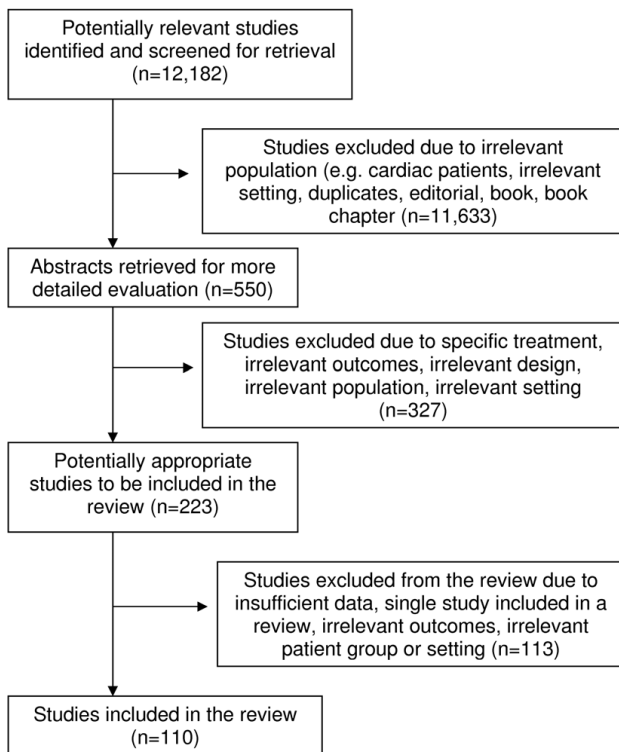 Potentially relevant studies
identified and screened for retrieval
(n=12,182)
Studies excluded due to irrelevant
population (e.g. cardiac patients, irrelevant
setting, duplicates, editorial, book, book
chapter (n=11,633)
Abstracts retrieved for more
detailed evaluation (n=550)
Studies excluded due to specific treatment,
irrelevant outcomes, irrelevant design,
irrelevant population, irrelevant setting
(n=327)
Potentially appropriate
studies to be included in the
review (n=223)
Studies excluded from the review due to
insufficient data, single study included in a
review, irrelevant outcomes, irrelevant
patient group or setting (n=113)
Studies included in the review
(n=110)